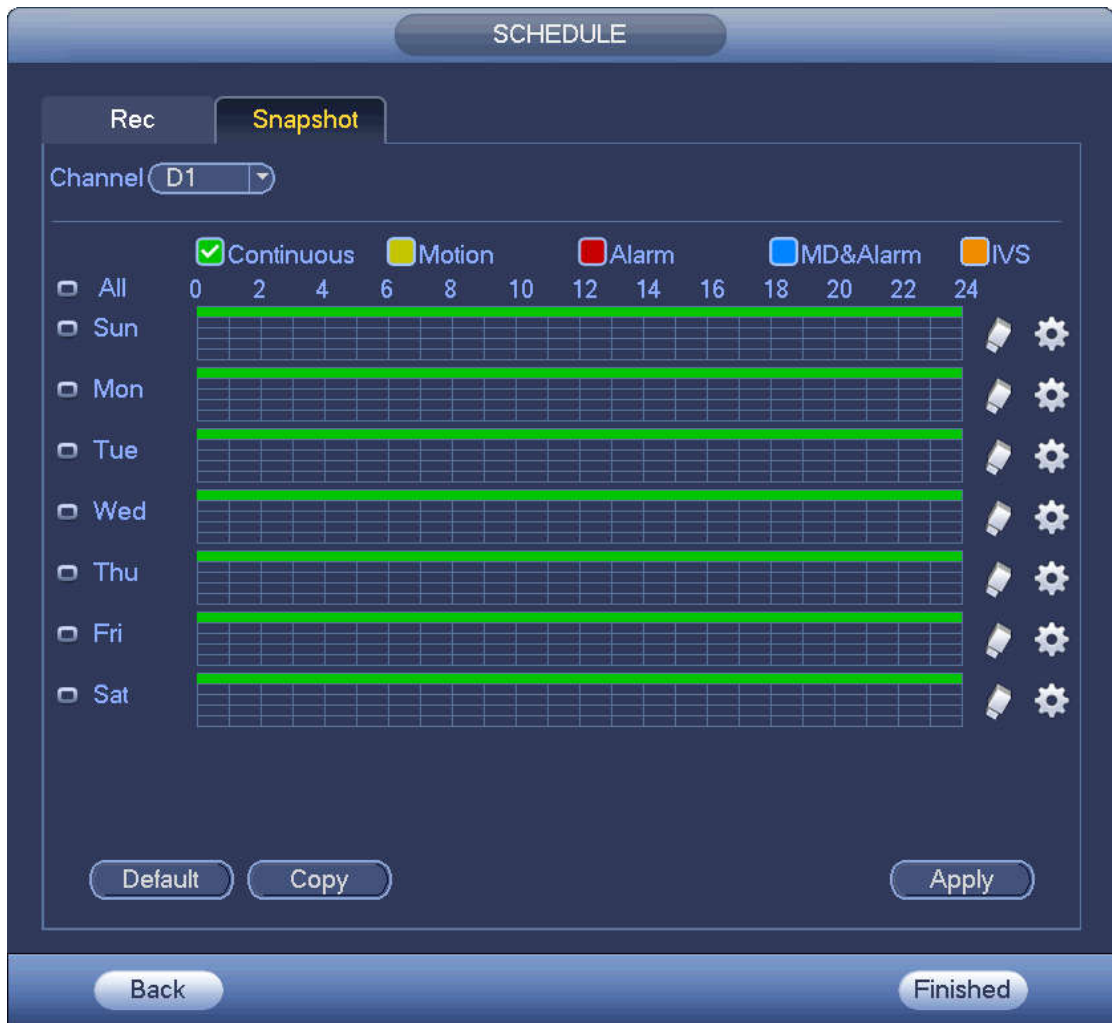 SCHEDULE
Rec Snapshot
Channel D1
Continuous Motion Alarm MD&Alarm IVS
All 0 2 4 6 8 10 12 14 16 18 20 22 24
Sun
Mon
Tue
Wed
Thu
Fri
Sat
Default Copy Apply
Back Finished